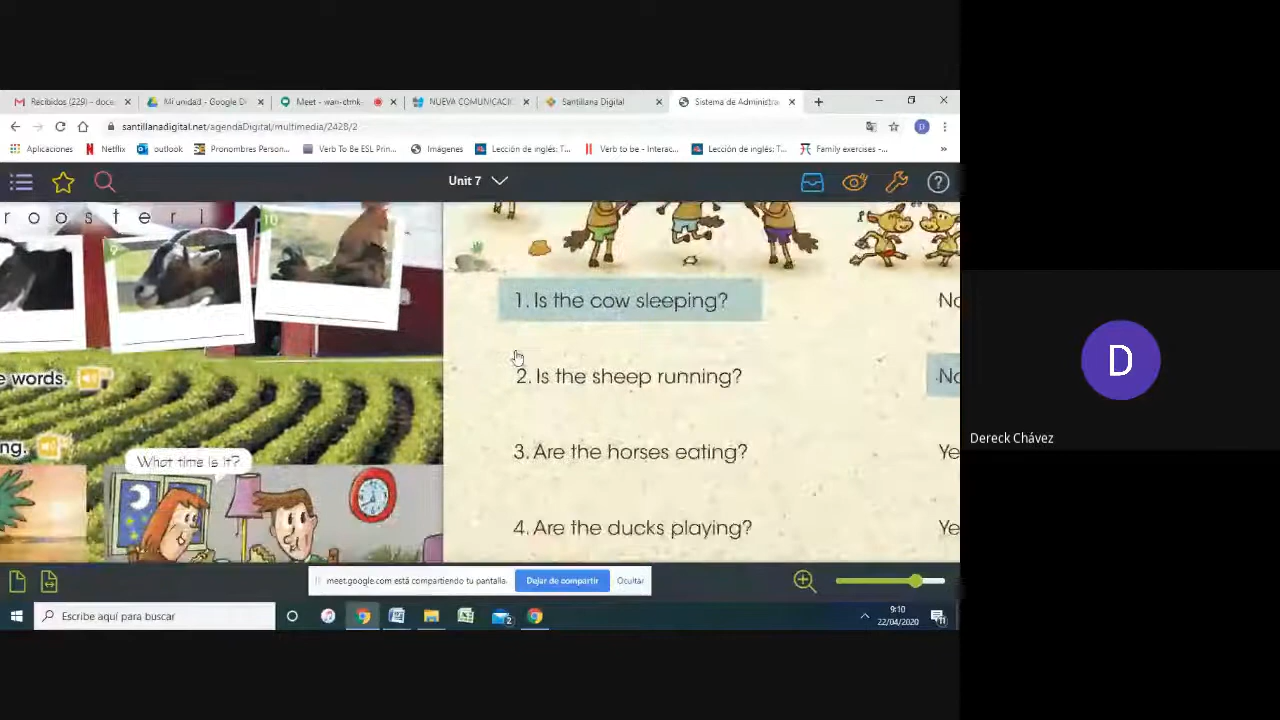 Recibidos (229) - doce
Mi unidad - Google D
Meet - wan-ctmk
NUEVA COMUNICACI
Santillana Digital
Sistema de Administra
santillanadigital.net/agendaDigital/multimedia/2428/2
Aplicaciones
Netflix
outlook
Pronombres Person...
Verb To Be ESL Prin...
Imágenes
Lección de inglés: T...
Verb to be - Interac...
Lección de inglés: T...
Family exercises -...
»
Unit 7
r o o s t e r l
9
10
1. Is the cow sleeping? No
2. Is the sheep running? No
3. Are the horses eating? Ye
4. Are the ducks playing? Ye
e words.
ng.
What time is it?
meet.google.com está compartiendo tu pantalla.
Dejar de compartir
Ocultar
Escribe aquí para buscar
2
9:10
22/04/2020
11
D
Dereck Chávez